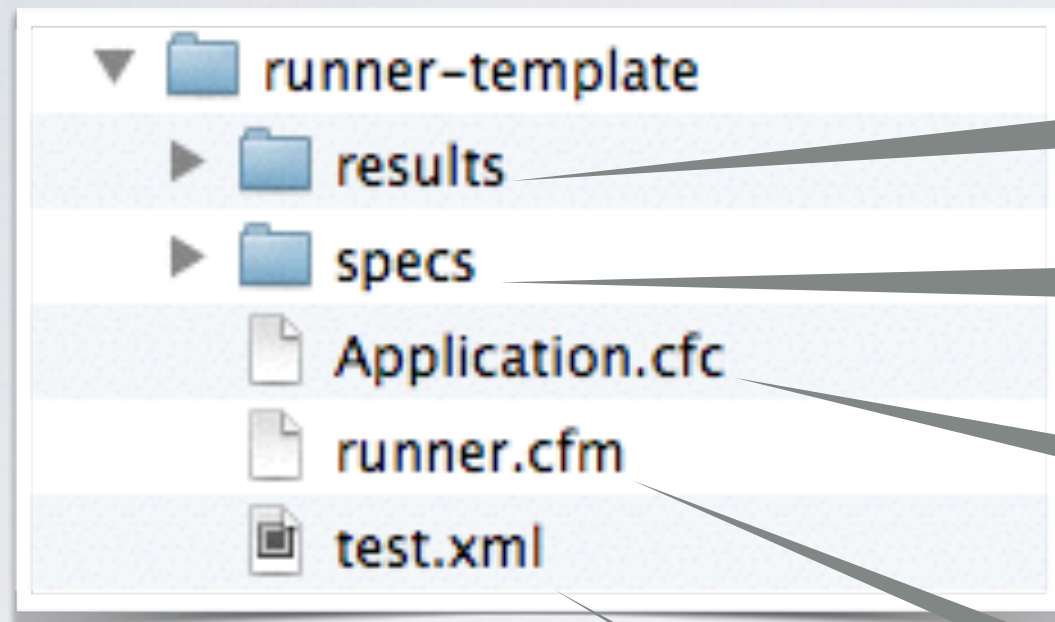 runner-template
results
specs
Application.cfc
runner.cfm
test.xml